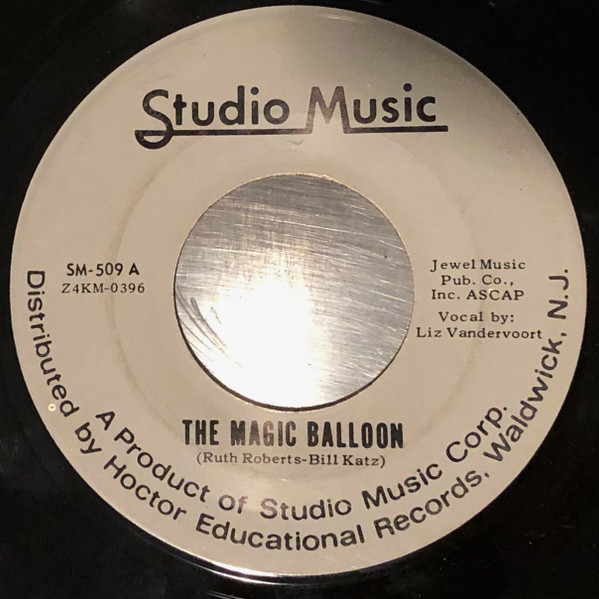 Studio Music
SM-509 A
Z4KM-0396
Jewel Music
Pub. Co.,
Inc. ASCAP
Vocal by:
Liz Vandervoort
THE MAGIC BALLOON
(Ruth Roberts-Bill Katz)
A Product of Studio Music Corp.
Distributed by Hoctor Educational Records, Waldwick, N.J.